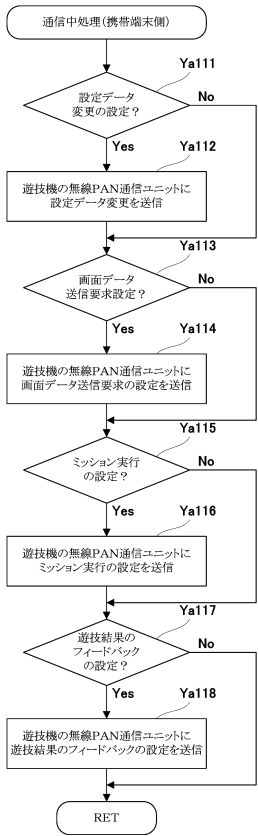 通信中処理(携帯端末側)
Ya111
設定データ
変更の設定?
No
Yes
Ya112
遊技機の無線PAN通信ユニットに
設定データ変更を送信
Ya113
画面データ
送信要求設定?
No
Yes
Ya114
遊技機の無線PAN通信ユニットに
画面データ送信要求の設定を送信
Ya115
ミッション実行
の設定?
No
Yes
Ya116
遊技機の無線PAN通信ユニットに
ミッション実行の設定を送信
Ya117
遊技結果の
フィードバック
の設定?
No
Yes
Ya118
遊技機の無線PAN通信ユニットに
遊技結果のフィードバックの設定を送信
RET